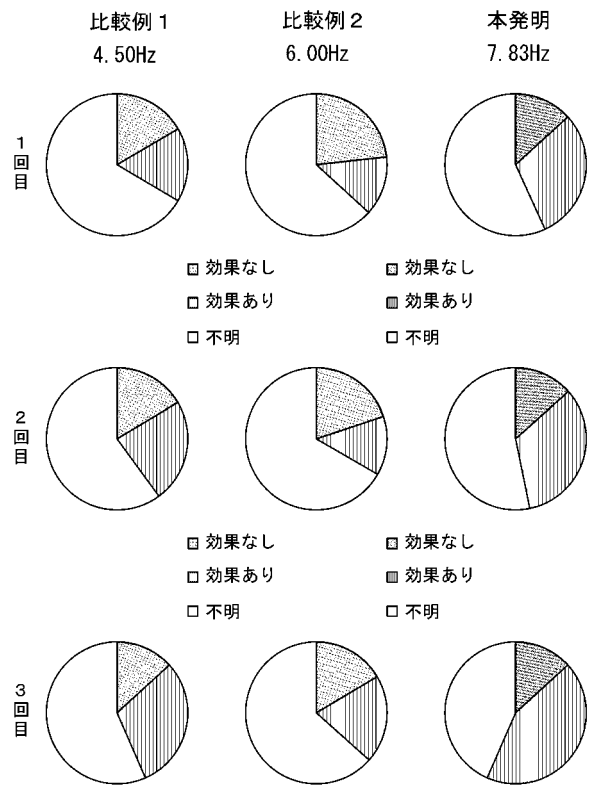 比較例1
4.50Hz
比較例2
6.00Hz
本発明
7.83Hz
1回目
効果なし
効果あり
不明
効果なし
効果あり
不明
2回目
効果なし
効果あり
不明
効果なし
効果あり
不明
3回目